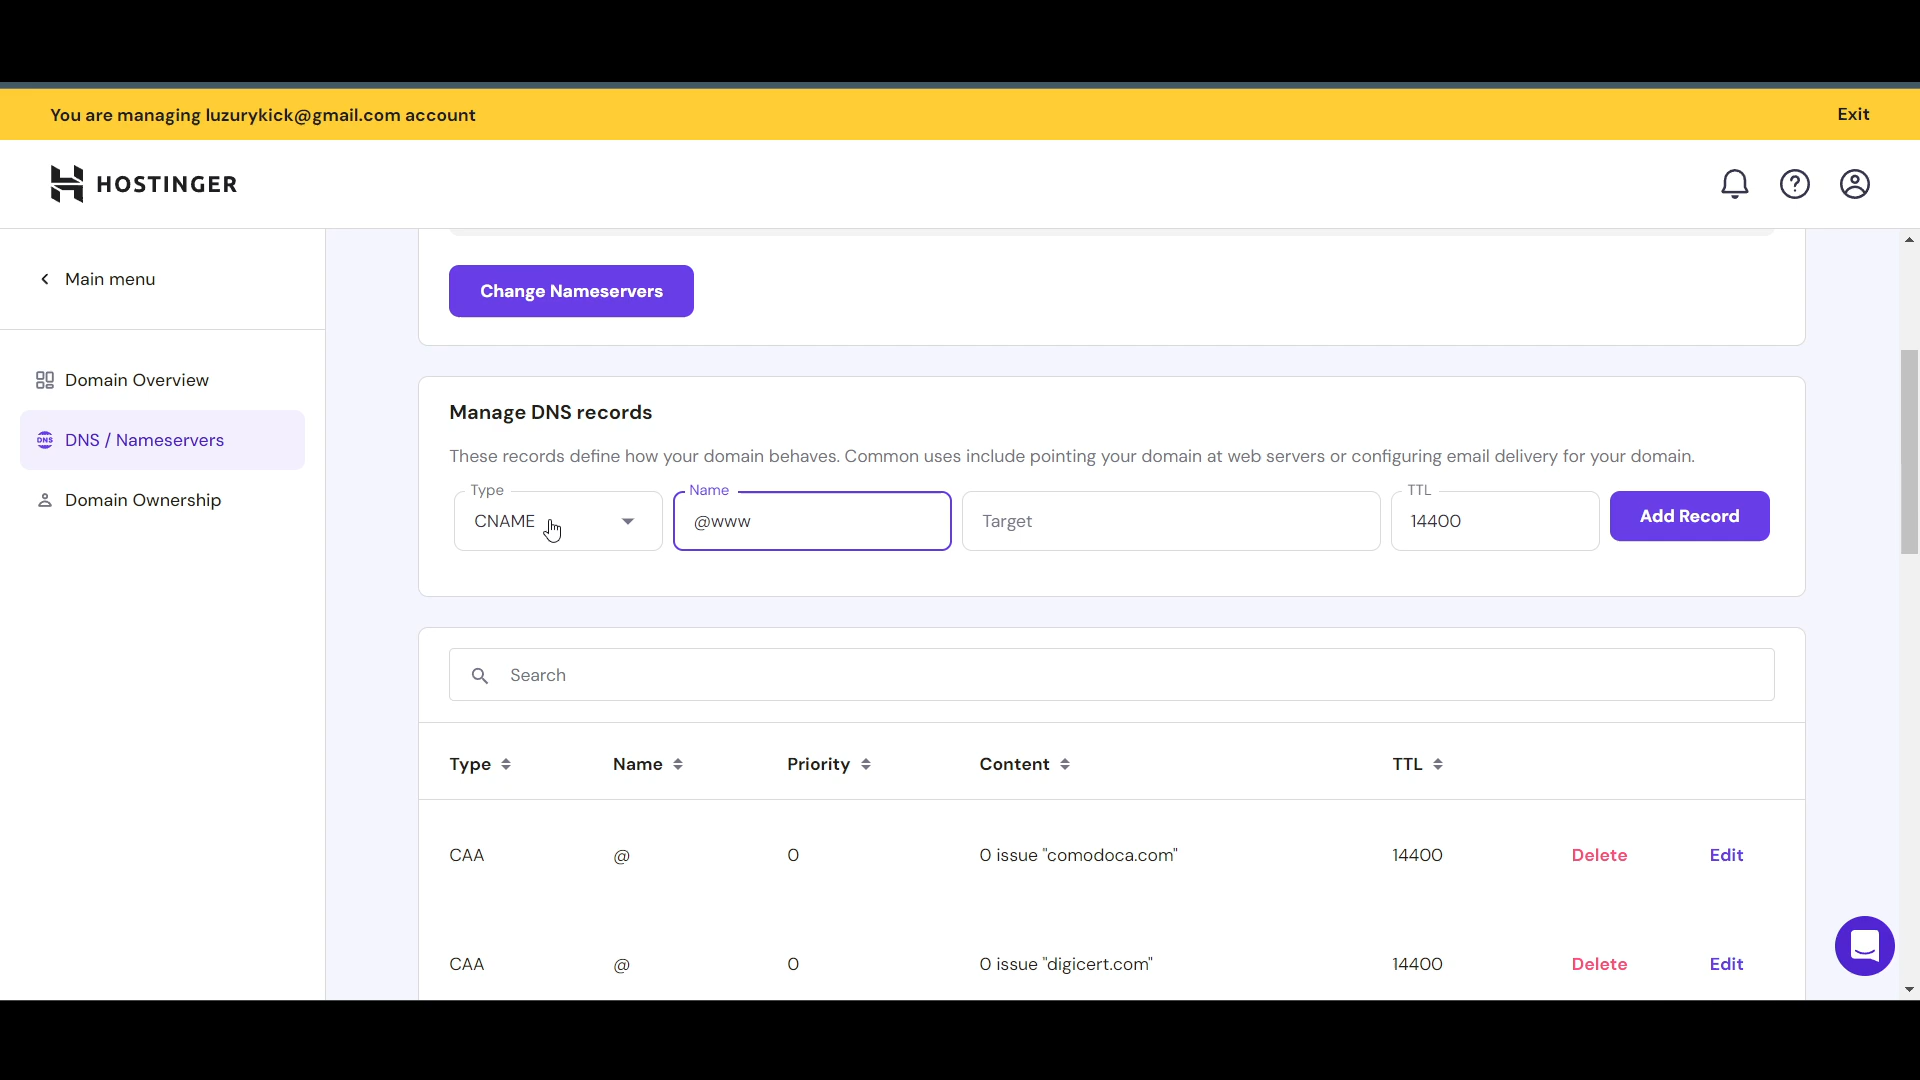 You are managing luzurykick@gmail.com account
Exit
HOSTINGER
Main menu
Domain Overview
DNS / Nameservers
Domain Ownership
Change Nameservers
Manage DNS records
These records define how your domain behaves. Common uses include pointing your domain at web servers or configuring email delivery for your domain.
Type Name TTL
CNAME @www Target 14400 Add Record
Search
Type Name Priority Content TTL
CAA @ 0 0 issue "comodoca.com" 14400 Delete Edit
CAA @ 0 0 issue "digicert.com" 14400 Delete Edit